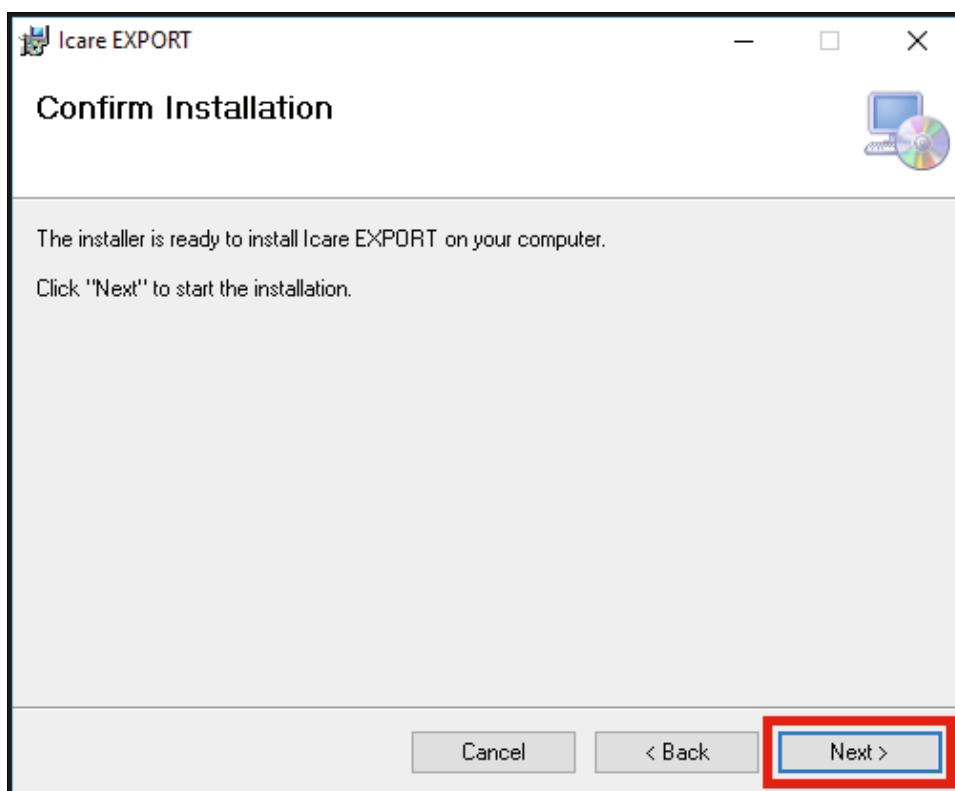 Icare EXPORT
Confirm Installation
The installer is ready to install Icare EXPORT on your computer.
Click "Next" to start the installation.
Cancel
< Back
Next >